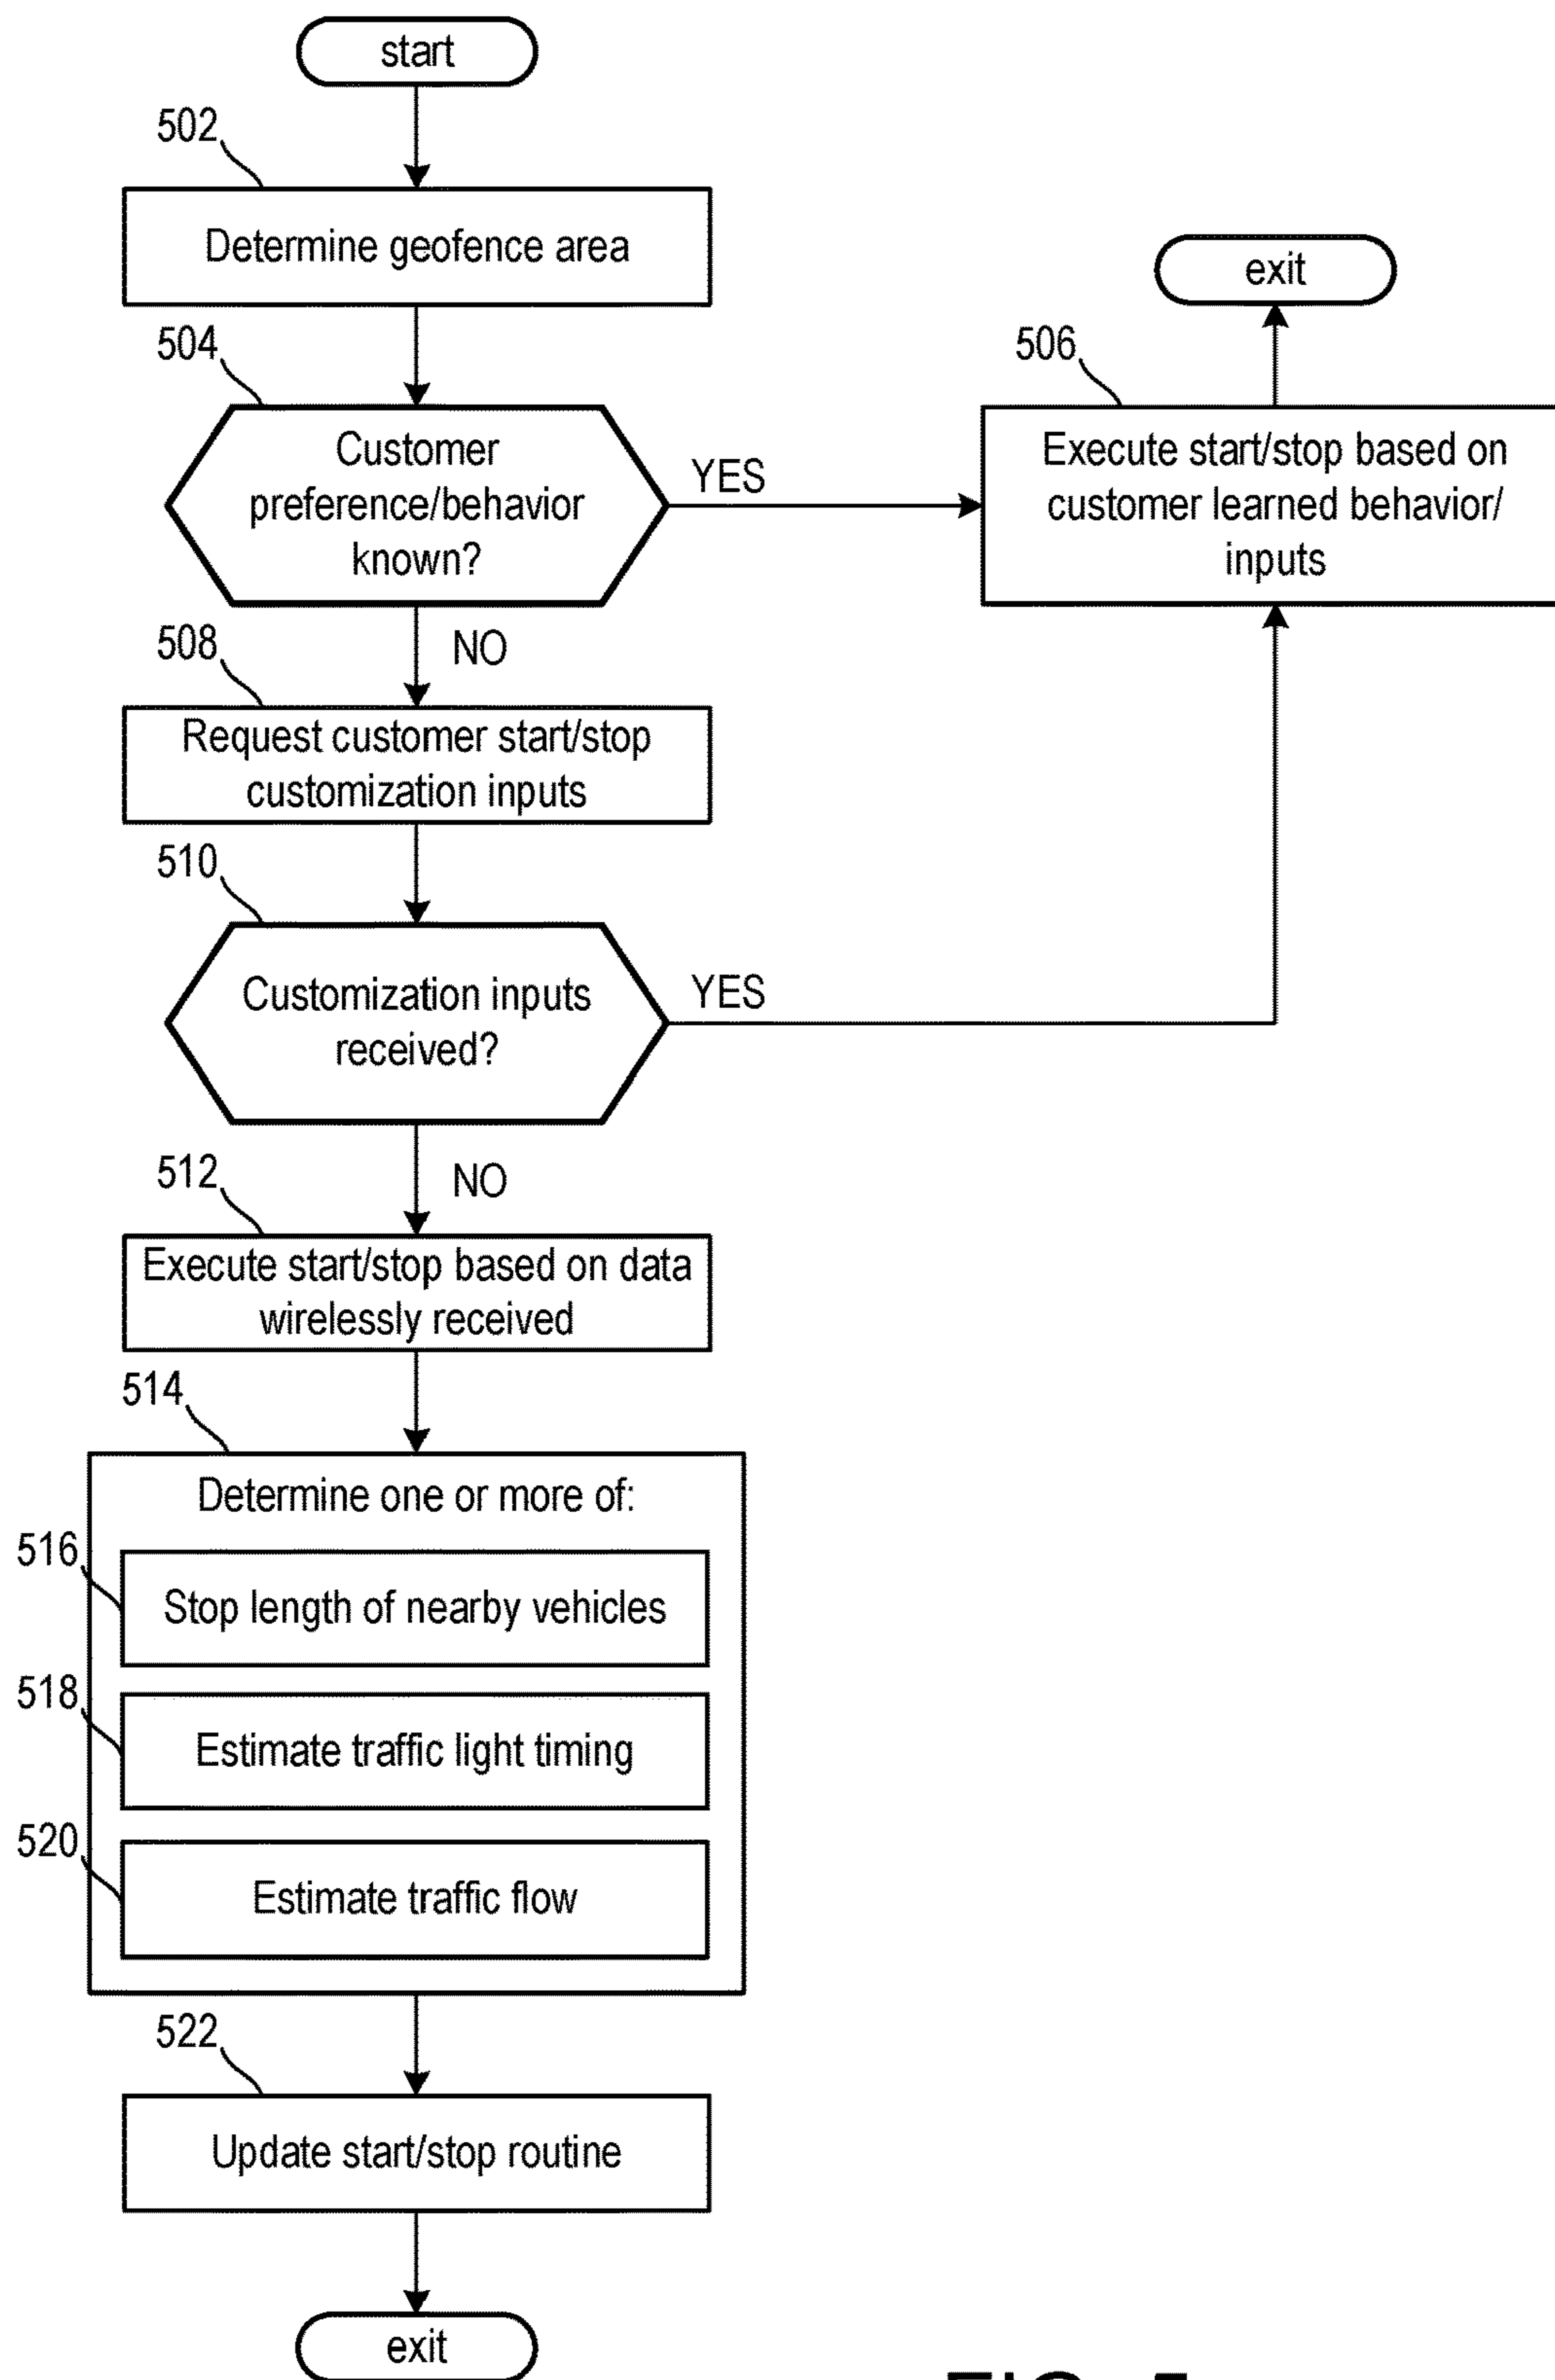 start
502
Determine geofence area
exit
504
506
Customer
preference/behavior
known?
YES
Execute start/stop based on
customer learned behavior/
inputs
NO
508
Request customer start/stop
customization inputs
510
Customization inputs
received?
YES
NO
512
Execute start/stop based on data
wirelessly received
514
Determine one or more of:
516
Stop length of nearby vehicles
518
Estimate traffic light timing
520
Estimate traffic flow
522
Update start/stop routine
exit